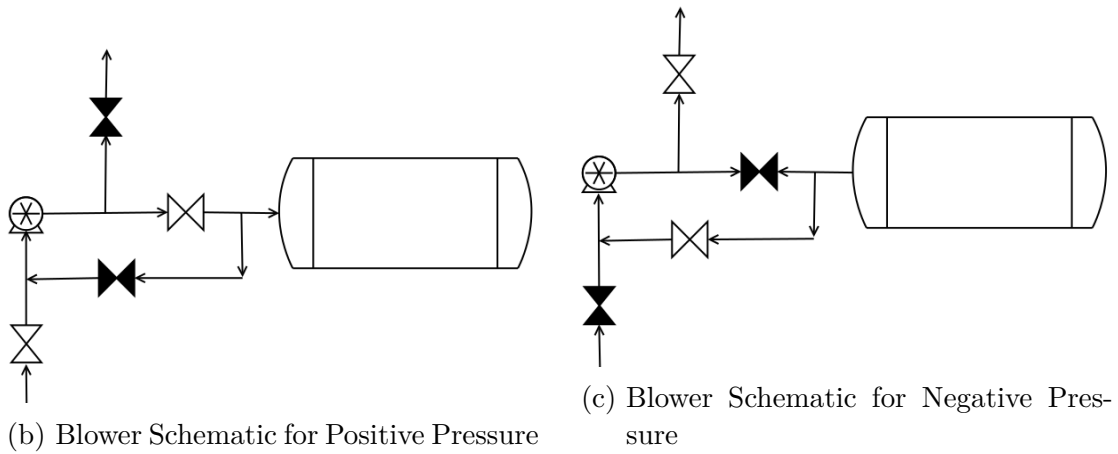 (b) Blower Schematic for Positive Pressure
(c) Blower Schematic for Negative Pres-
sure